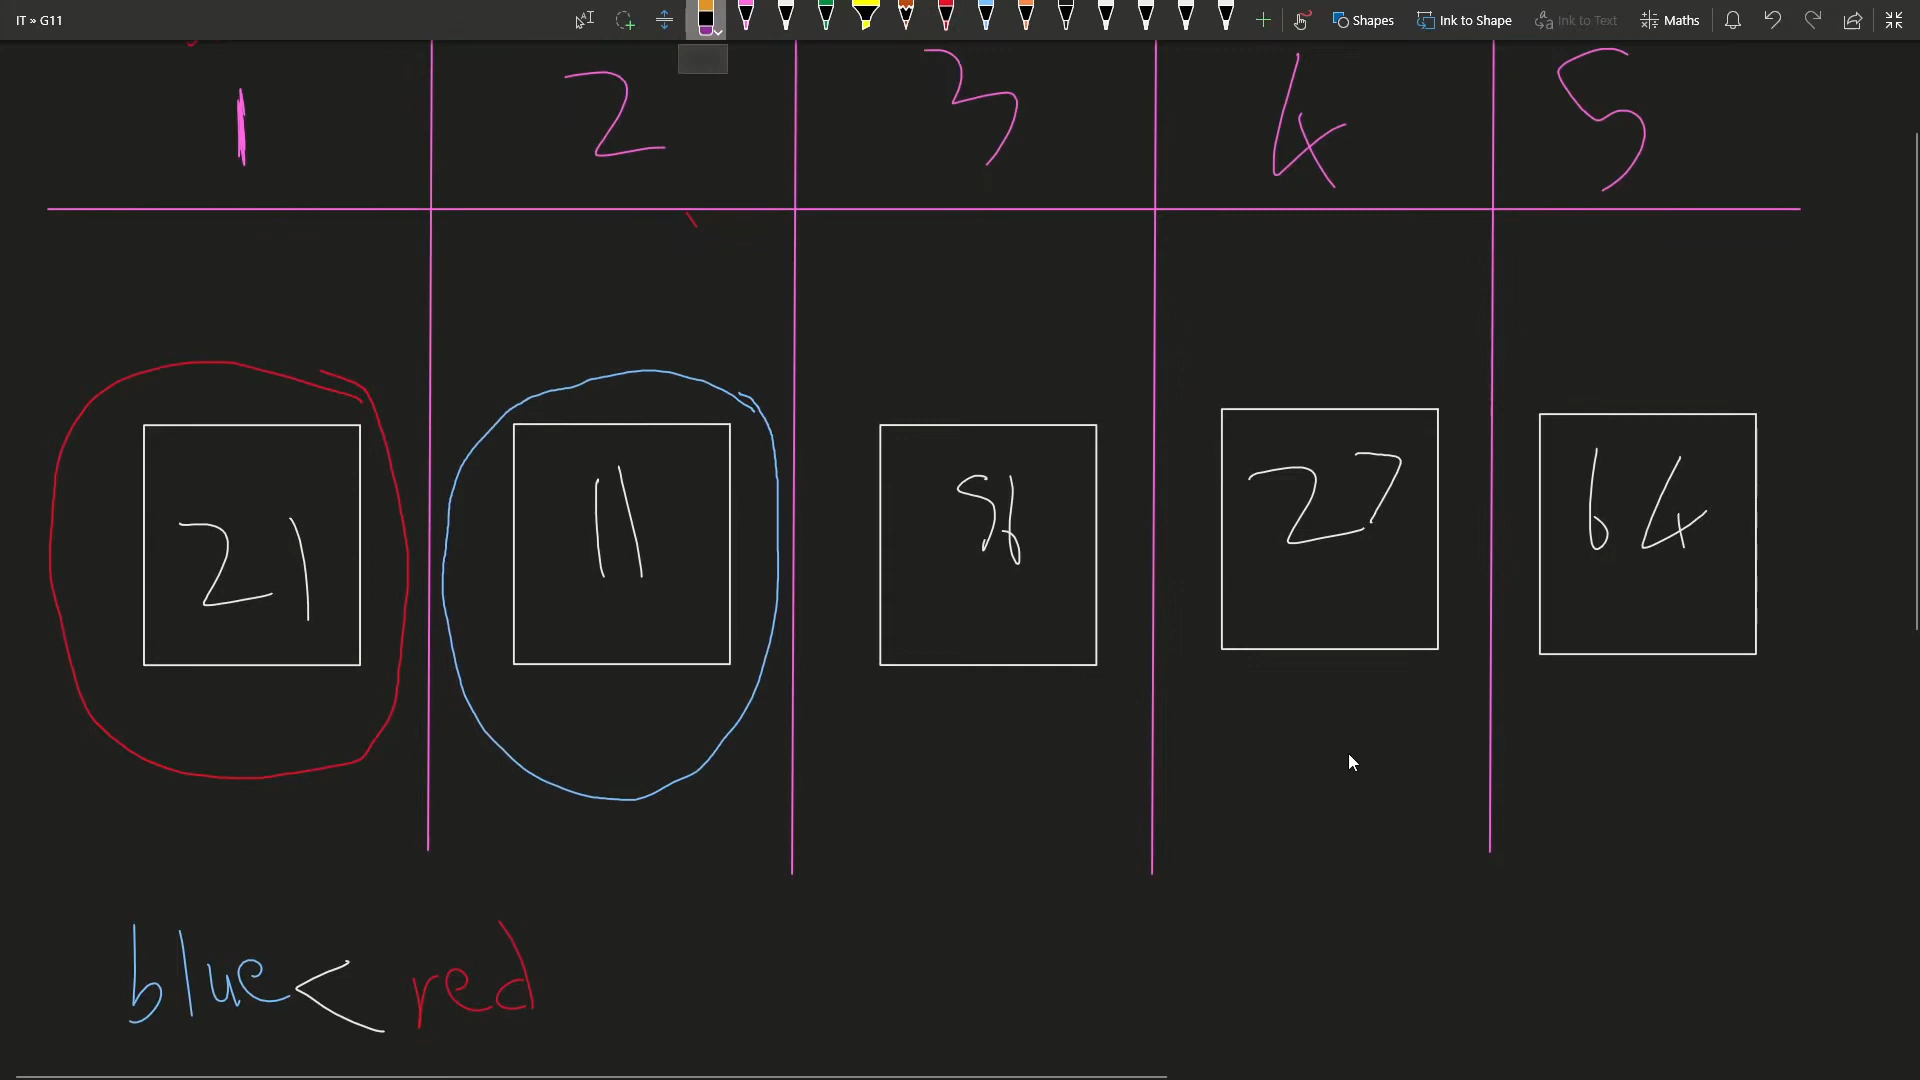 IT » G11
Shapes Ink to Shape Ink to Text Maths
1 2 3 4 5
21 11 27 64
blue < red